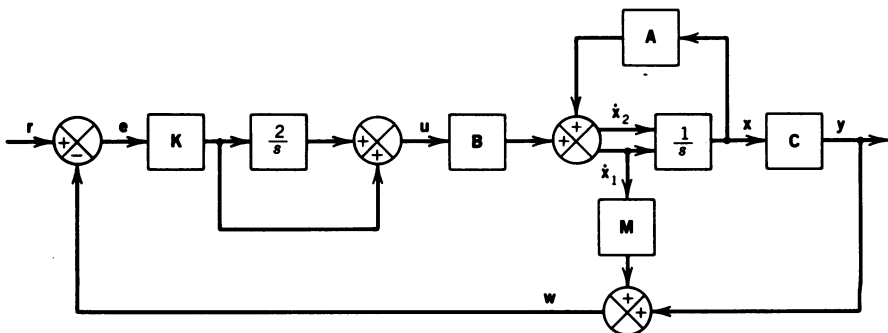 A
r
+
−
e
K
2/s
+
+
u
B
+
+
ẋ₂
ẋ₁
1/s
x
C
y
M
w
+
+